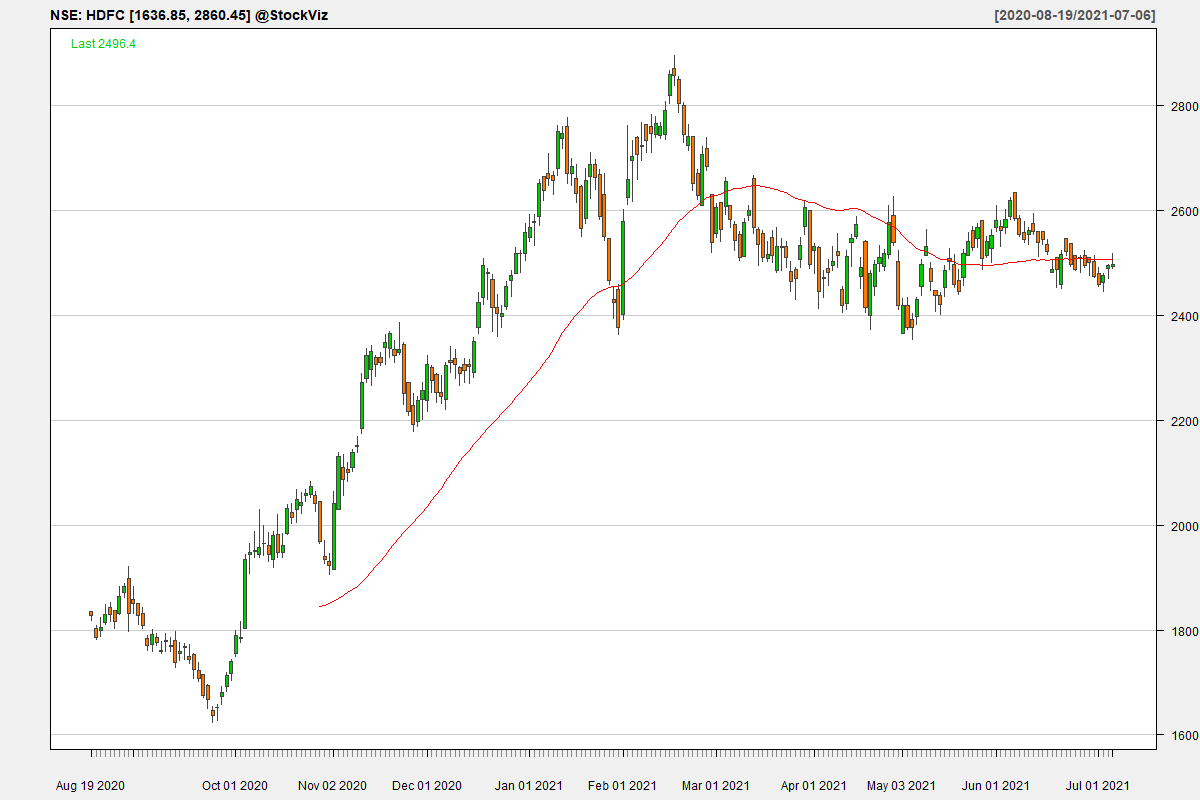 NSE: HDFC [1636.85, 2860.45] @StockViz [2020-08-19/2021-07-06]
Last 2496.4
2800
2600
2400
2200
2000
1800
1600
Aug 19 2020 Oct 01 2020 Nov 02 2020 Dec 01 2020 Jan 01 2021 Feb 01 2021 Mar 01 2021 Apr 01 2021 May 03 2021 Jun 01 2021 Jul 01 2021